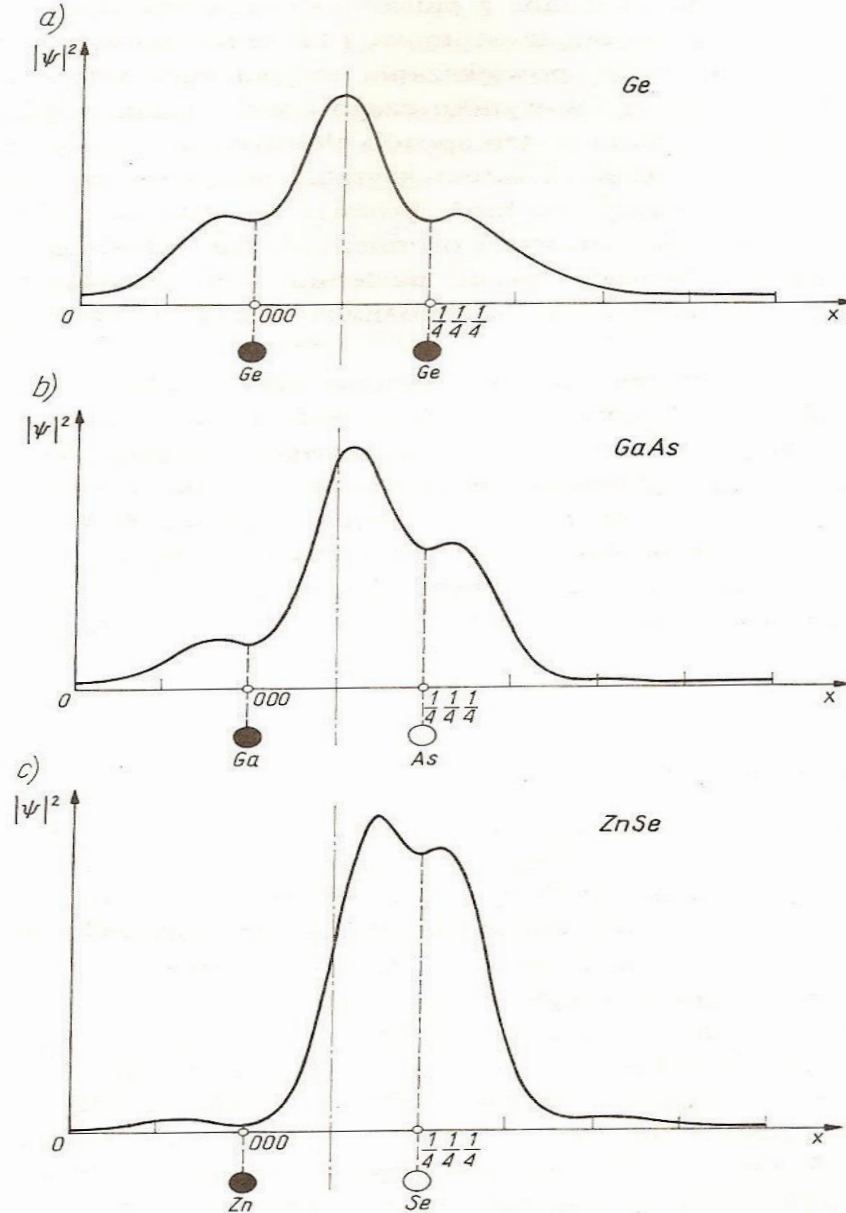 a)
|ψ|²
Ge
0 000 1/4 1/4 1/4 x
Ge Ge
b)
|ψ|²
GaAs
0 000 1/4 1/4 1/4 x
Ga As
c)
|ψ|²
ZnSe
0 000 1/4 1/4 1/4 x
Zn Se